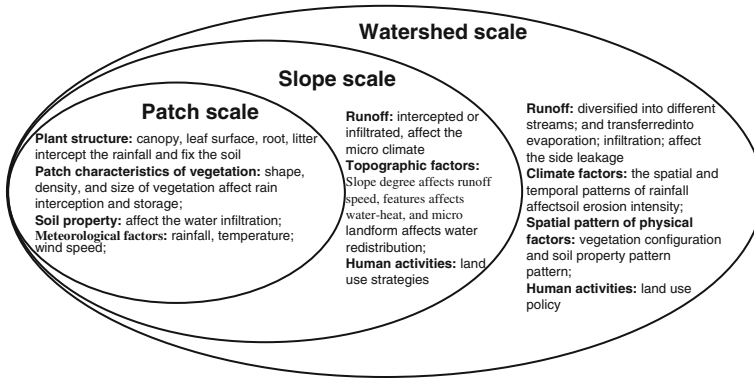 Watershed scale
Slope scale
Patch scale
Plant structure: canopy, leaf surface, root, litter
intercept the rainfall and fix the soil
Patch characteristics of vegetation: shape,
density, and size of vegetation affect rain
interception and storage;
Soil property: affect the water infiltration;
Meteorological factors: rainfall, temperature;
wind speed;
Runoff: intercepted or
infiltrated, affect the
micro climate
Topographic factors:
Slope degree affects runoff
speed, features affects
water-heat, and micro
landform affects water
redistribution;
Human activities: land
use strategies
Runoff: diversified into different
streams; and transferredinto
evaporation; infiltration; affect
the side leakage
Climate factors: the spatial and
temporal patterns of rainfall
affectsoil erosion intensity;
Spatial pattern of physical
factors: vegetation configuration
and soil property pattern
pattern;
Human activities: land use
policy